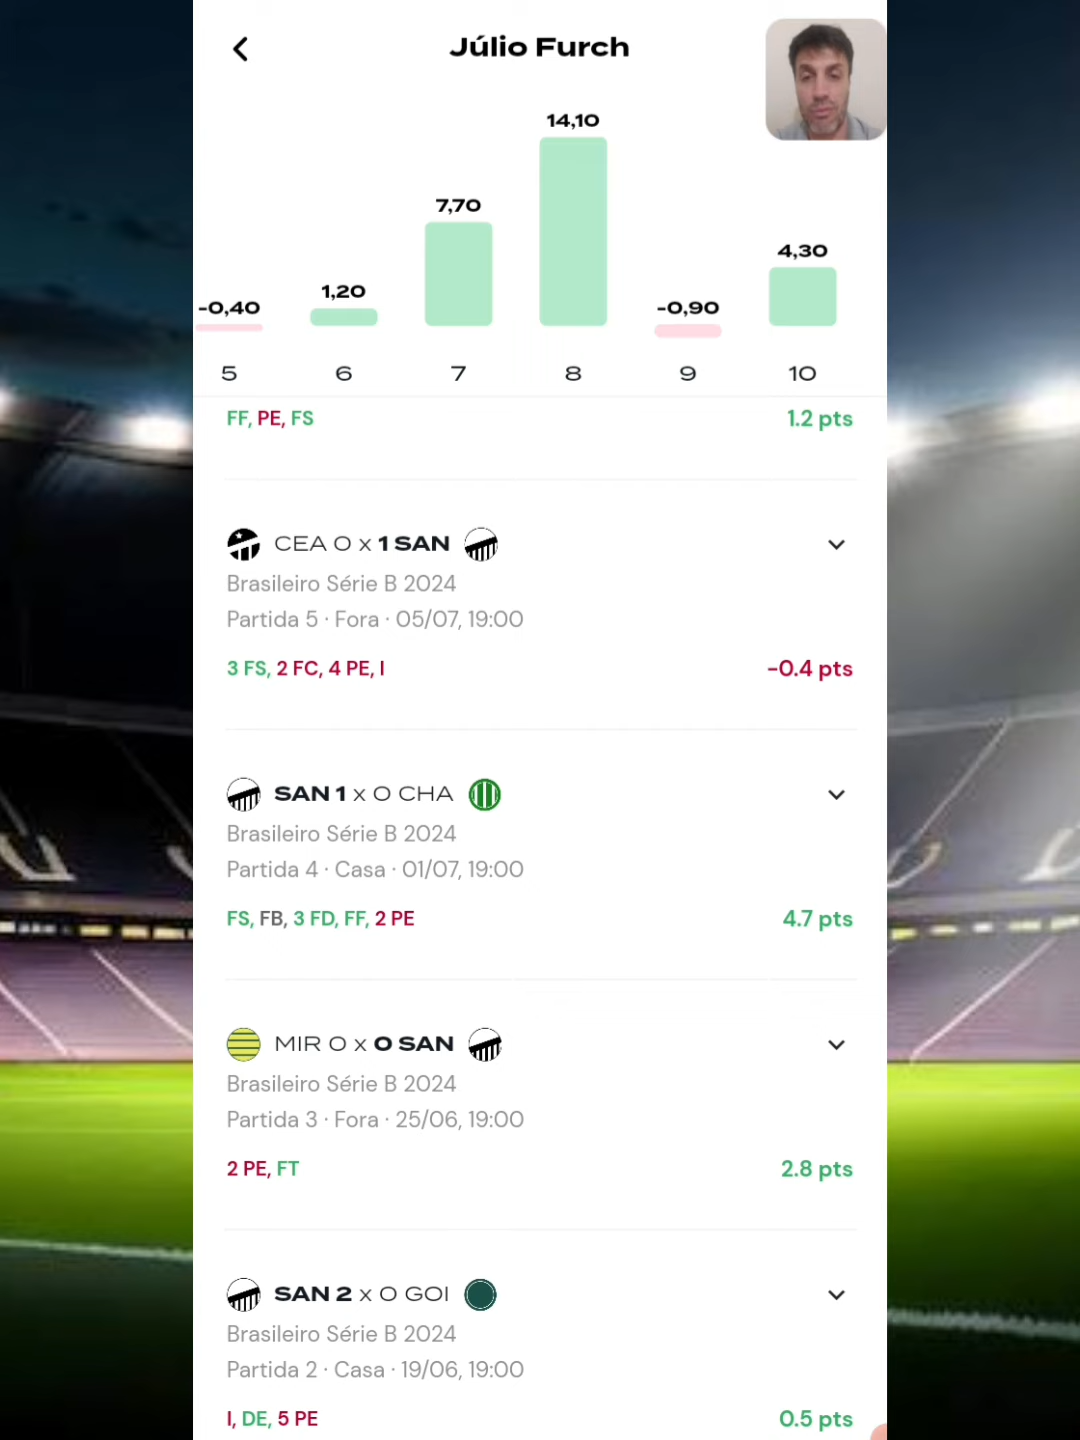 Júlio Furch
14,10
7,70
4,30
1,20
-0,40
-0,90
5 6 7 8 9 10
FF, PE, FS 1.2 pts
CEA 0 x 1 SAN
Brasileiro Série B 2024
Partida 5 · Fora · 05/07, 19:00
3 FS, 2 FC, 4 PE, I -0.4 pts
SAN 1 x 0 CHA
Brasileiro Série B 2024
Partida 4 · Casa · 01/07, 19:00
FS, FB, 3 FD, FF, 2 PE 4.7 pts
MIR 0 x 0 SAN
Brasileiro Série B 2024
Partida 3 · Fora · 25/06, 19:00
2 PE, FT 2.8 pts
SAN 2 x 0 GOI
Brasileiro Série B 2024
Partida 2 · Casa · 19/06, 19:00
I, DE, 5 PE 0.5 pts